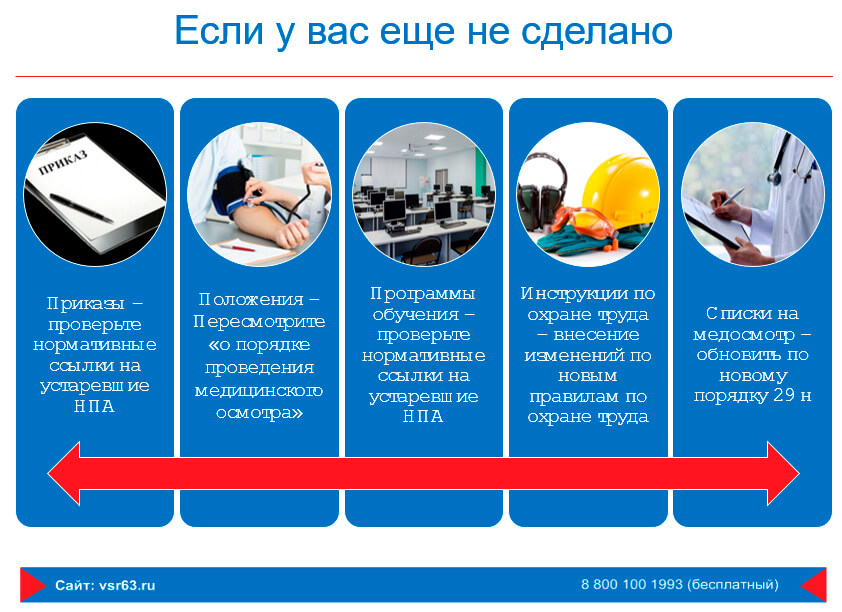 Если у вас еще не сделано
ПРИКАЗ
Приказы –
проверьте
нормативные
ссылки на
устаревшие
НПА
Положения –
Пересмотрите
«о порядке
проведения
медицинского
осмотра»
Программы
обучения –
проверьте
нормативные
ссылки на
устаревшие
НПА
Инструкции по
охране труда
– внесение
изменений по
новым
правилам по
охране труда
Списки на
медосмотр –
обновить по
новому
порядку 29 н
Сайт: vsr63.ru
8 800 100 1993 (бесплатный)